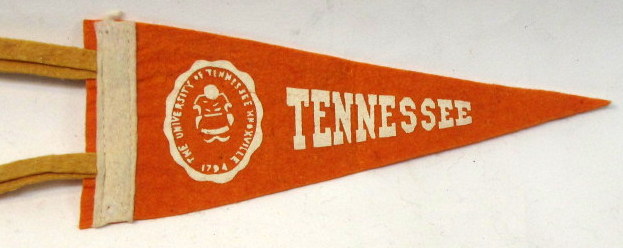 THE UNIVERSITY OF TENNESSEE KNOXVILLE
1794
TENNESSEE